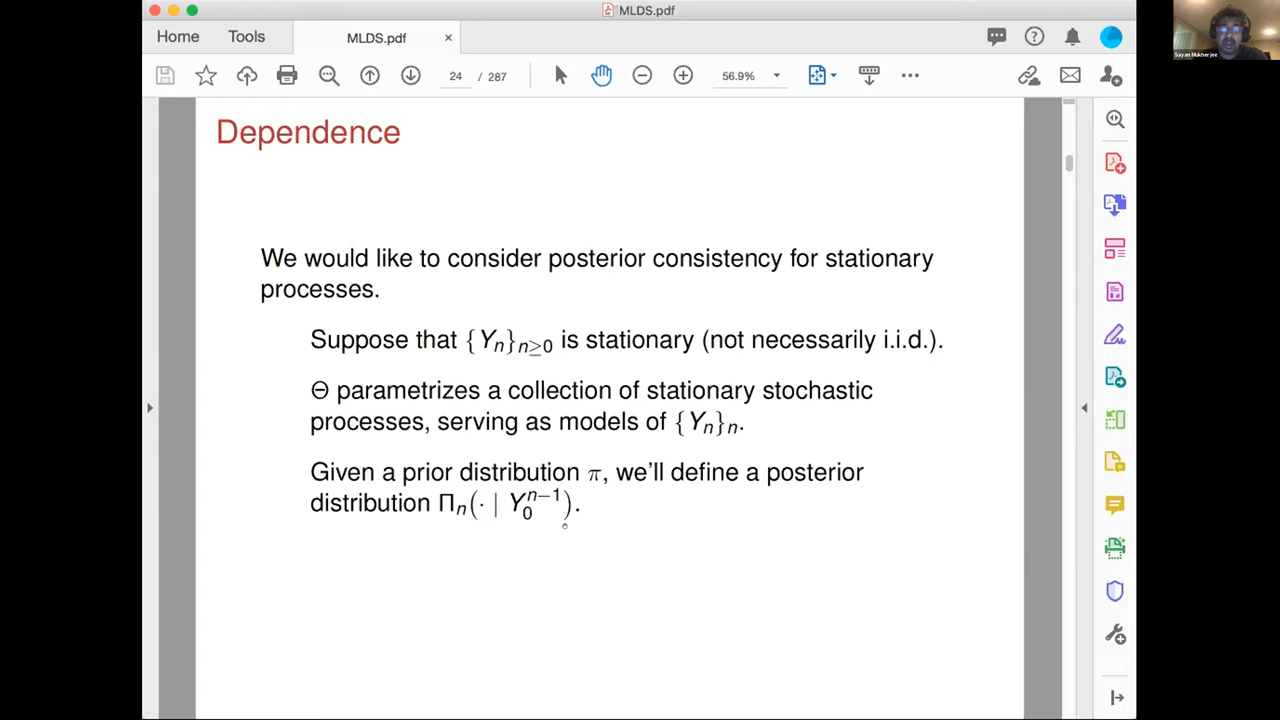 MLDS.pdf
Home Tools MLDS.pdf ×
24 / 287 56.9%
Sayan Mukherjee
Dependence
We would like to consider posterior consistency for stationary
processes.
Suppose that {Yₙ}ₙ≥₀ is stationary (not necessarily i.i.d.).
Θ parametrizes a collection of stationary stochastic
processes, serving as models of {Yₙ}ₙ.
Given a prior distribution π, we'll define a posterior
distribution Πₙ(· | Y₀ⁿ⁻¹).